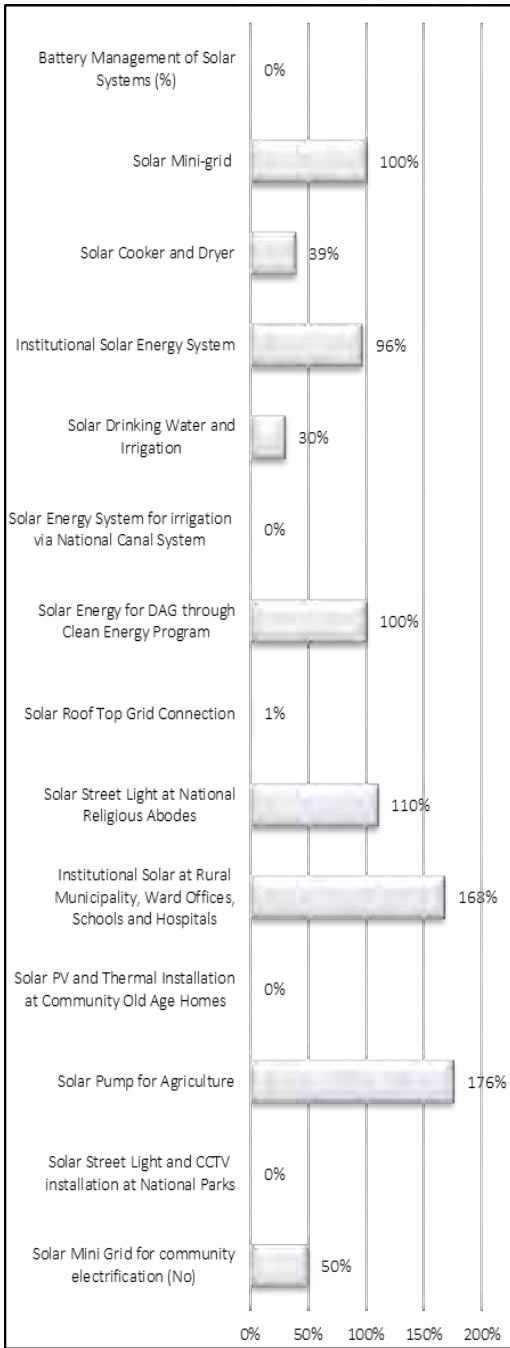 Battery Management of Solar
Systems (%)
0%
Solar Mini-grid
100%
Solar Cooker and Dryer
39%
Institutional Solar Energy System
96%
Solar Drinking Water and
Irrigation
30%
Solar Energy System for irrigation
via National Canal System
0%
Solar Energy for DAG through
Clean Energy Program
100%
Solar Roof Top Grid Connection
1%
Solar Street Light at National
Religious Abodes
110%
Institutional Solar at Rural
Municipality, Ward Offices,
Schools and Hospitals
168%
Solar PV and Thermal Installation
at Community Old Age Homes
0%
Solar Pump for Agriculture
176%
Solar Street Light and CCTV
installation at National Parks
0%
Solar Mini Grid for community
electrification (No)
50%
0% 50% 100% 150% 200%